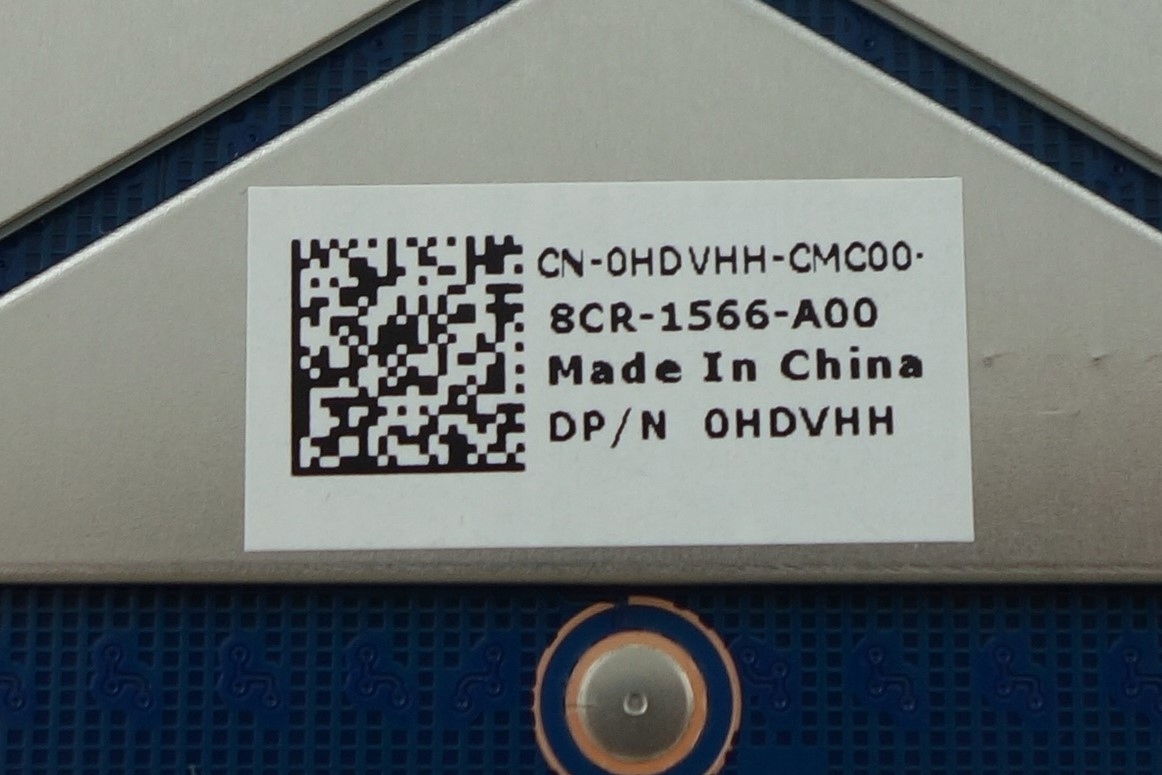 CN-0HDVHH-CMC00-
8CR-1566-A00
Made In China
DP/N 0HDVHH